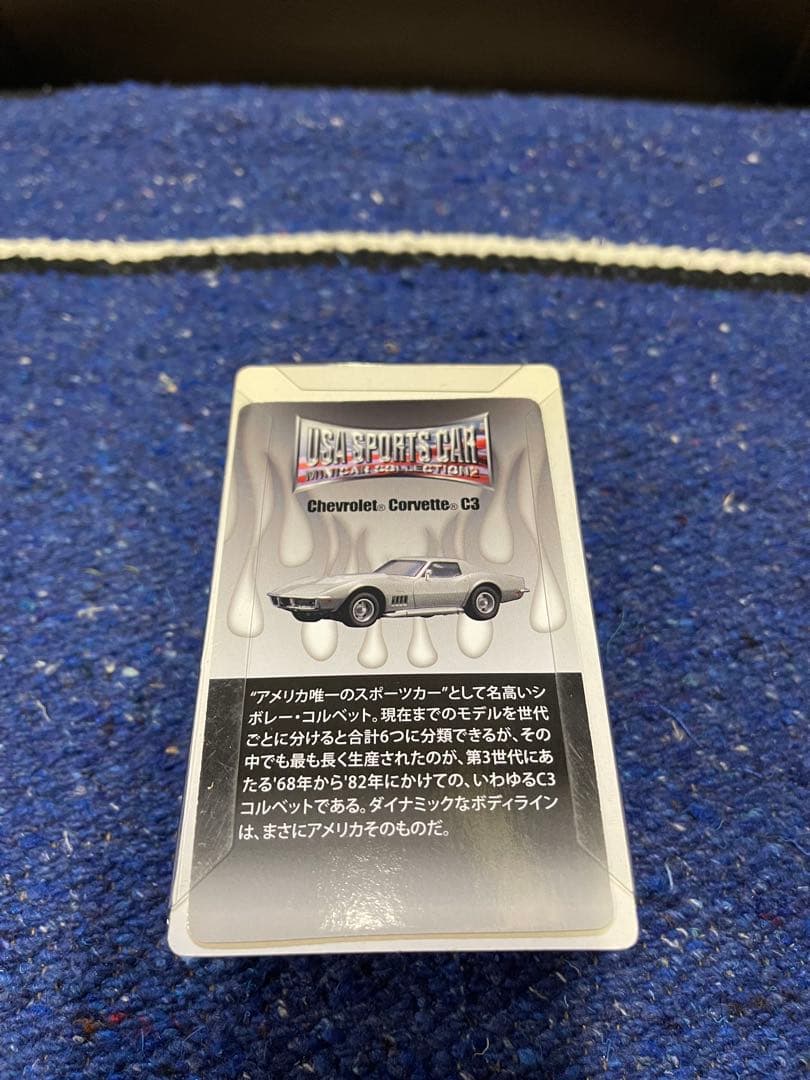 USA SPORTS CAR
MINICAR COLLECTION2
Chevrolet® Corvette® C3
“アメリカ唯一のスポーツカー”として名高いシ
ボレー・コルベット。現在までのモデルを世代
ごとに分けると合計6つに分類できるが、その
中でも最も長く生産されたのが、第3世代にあ
たる'68年から'82年にかけての、いわゆるC3
コルベットである。ダイナミックなボディライン
は、まさにアメリカそのものだ。